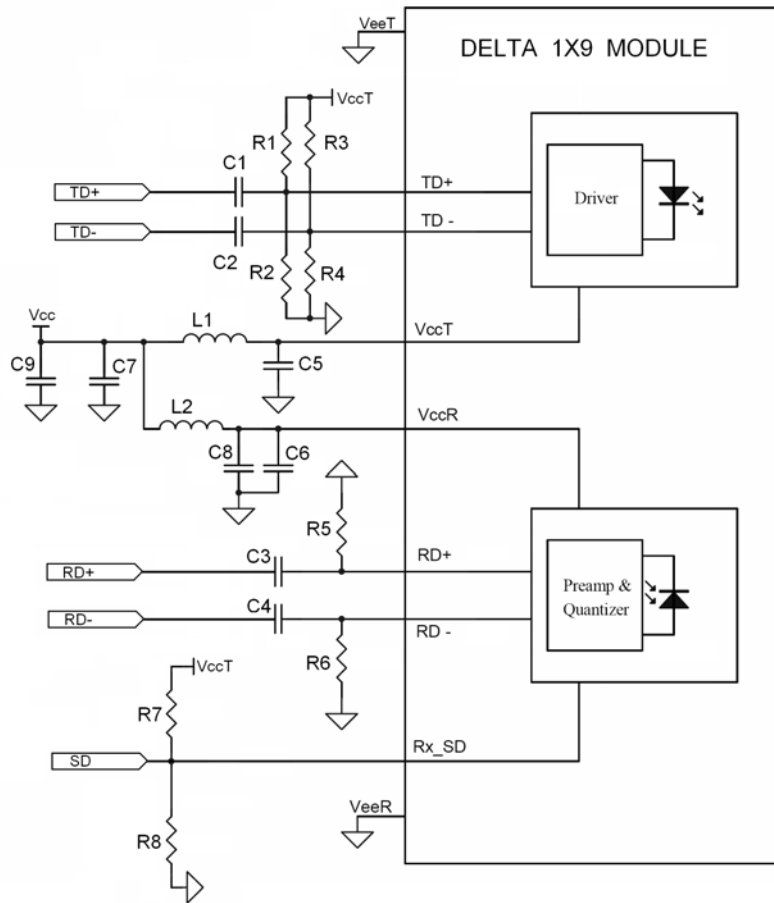 VeeT
DELTA 1X9 MODULE
VccT
R1
R3
C1
TD+
TD+
Driver
TD-
TD -
C2
R2
R4
Vcc
L1
VccT
C9
C7
C5
L2
VccR
C8
C6
R5
C3
RD+
RD+
Preamp &
Quantizer
C4
RD-
RD -
R6
VccT
R7
Rx_SD
SD
VeeR
R8